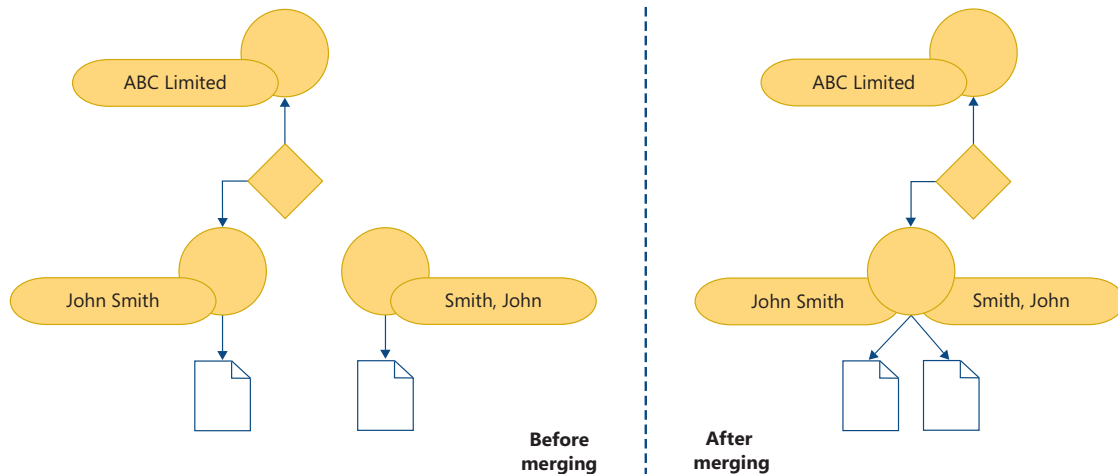 ABC Limited
John Smith
Smith, John
Before
merging
ABC Limited
John Smith
Smith, John
After
merging